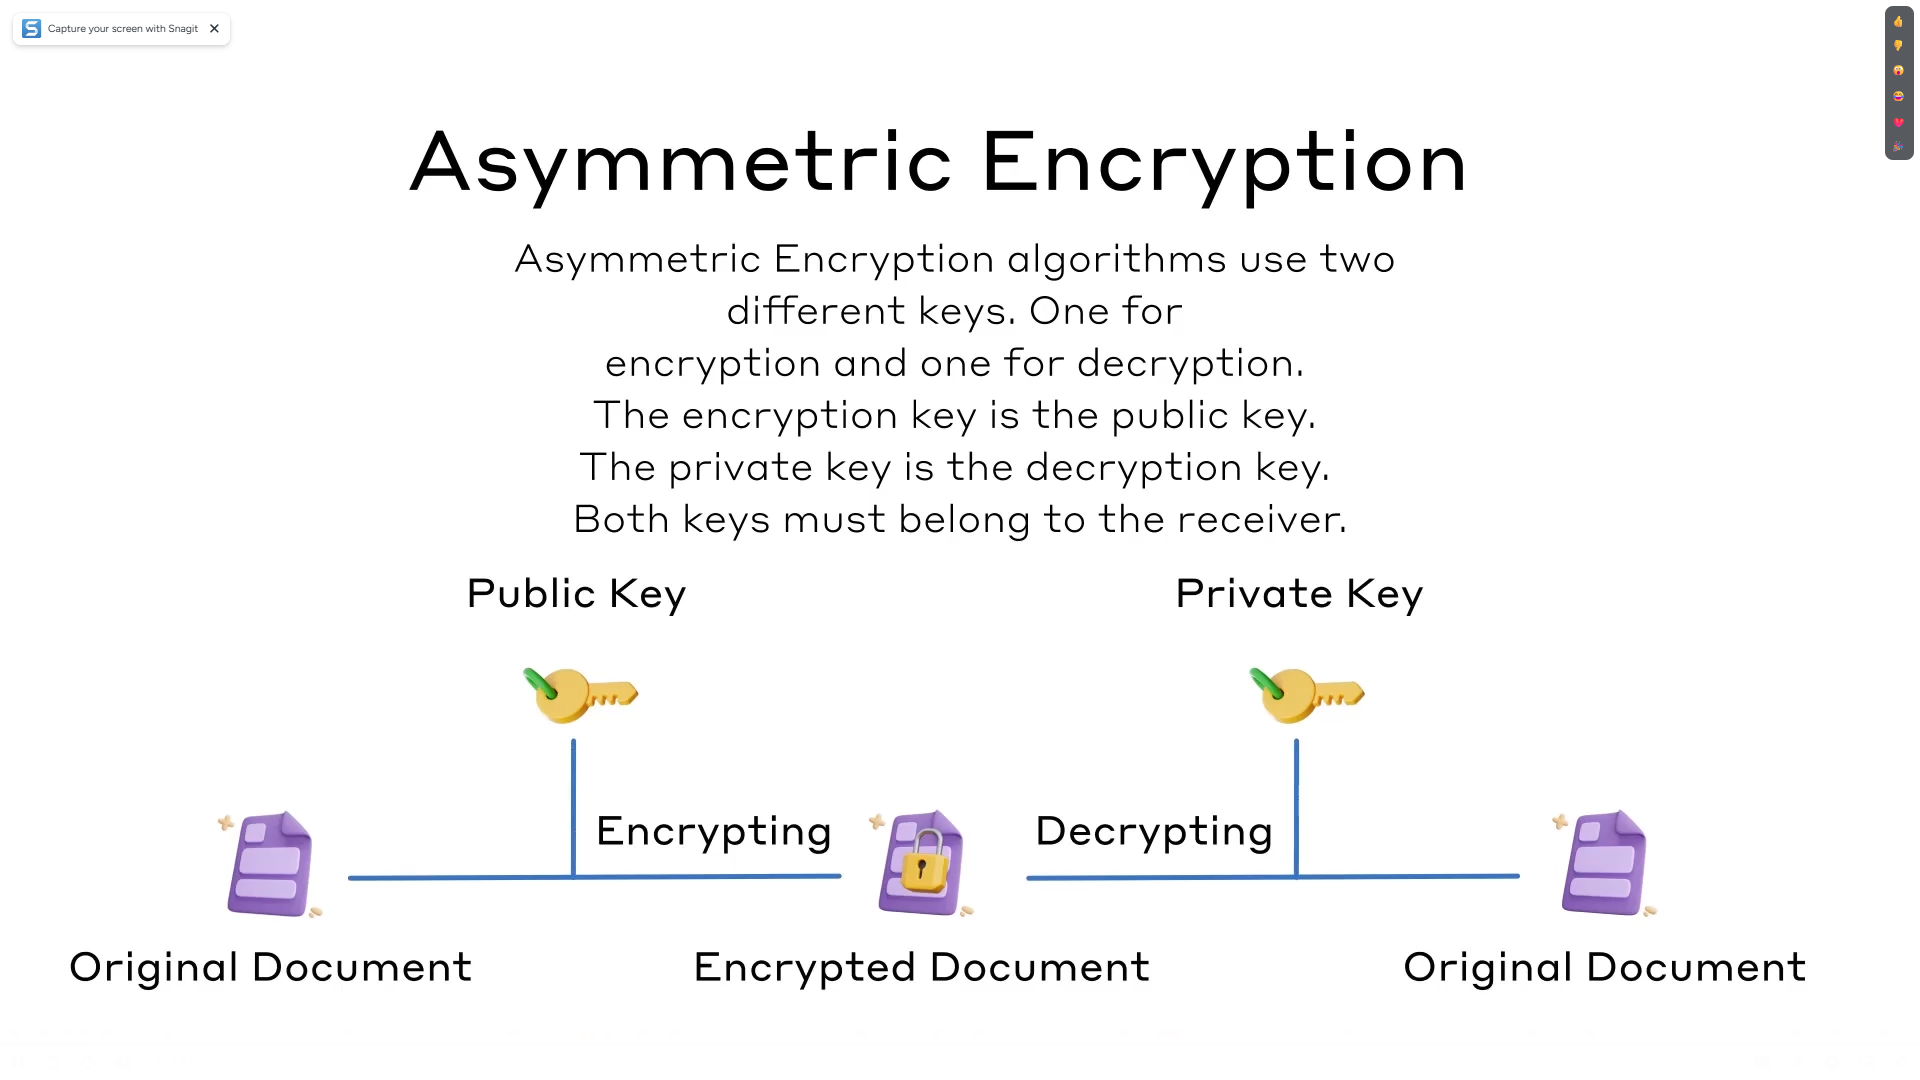 Capture your screen with Snagit
Asymmetric Encryption
Asymmetric Encryption algorithms use two
different keys. One for
encryption and one for decryption.
The encryption key is the public key.
The private key is the decryption key.
Both keys must belong to the receiver.
Public Key
Private Key
Encrypting
Decrypting
Original Document
Encrypted Document
Original Document